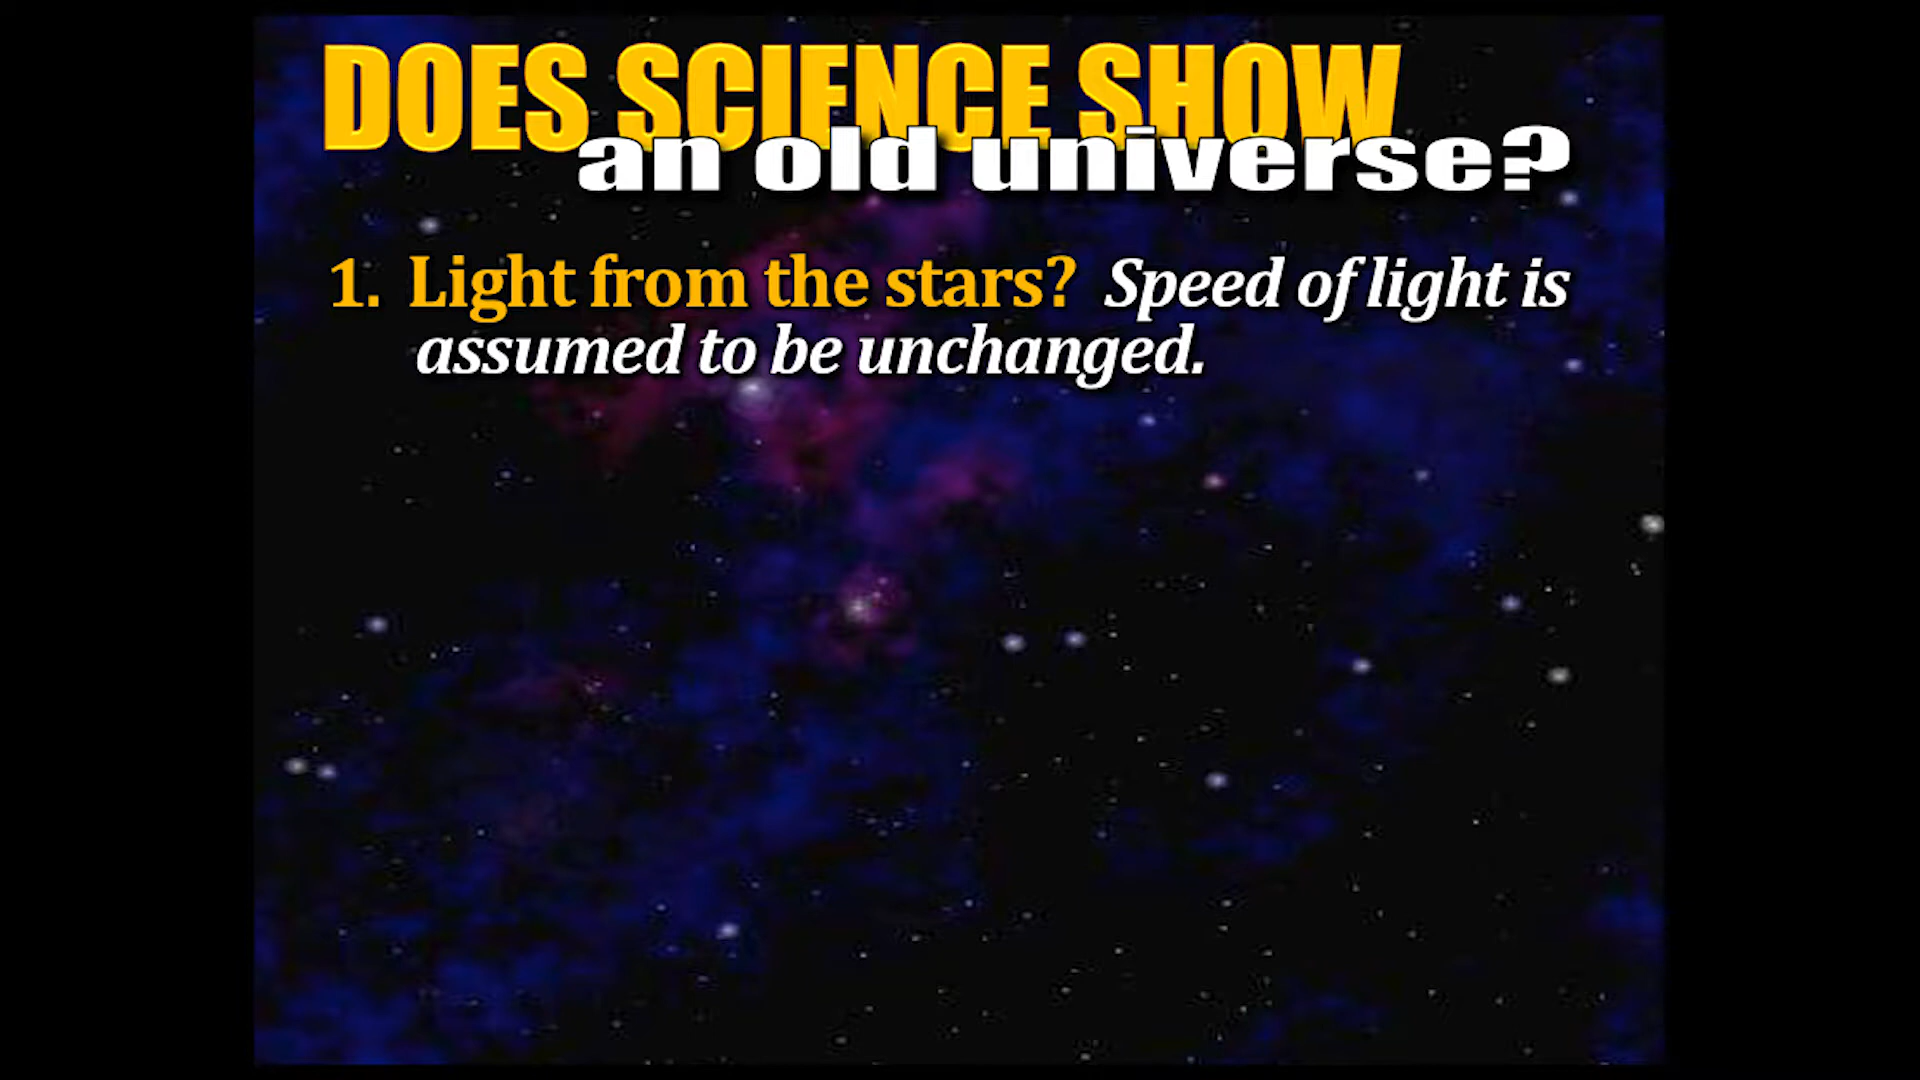 DOES SCIENCE SHOW
an old universe?
1. Light from the stars? Speed of light is
assumed to be unchanged.